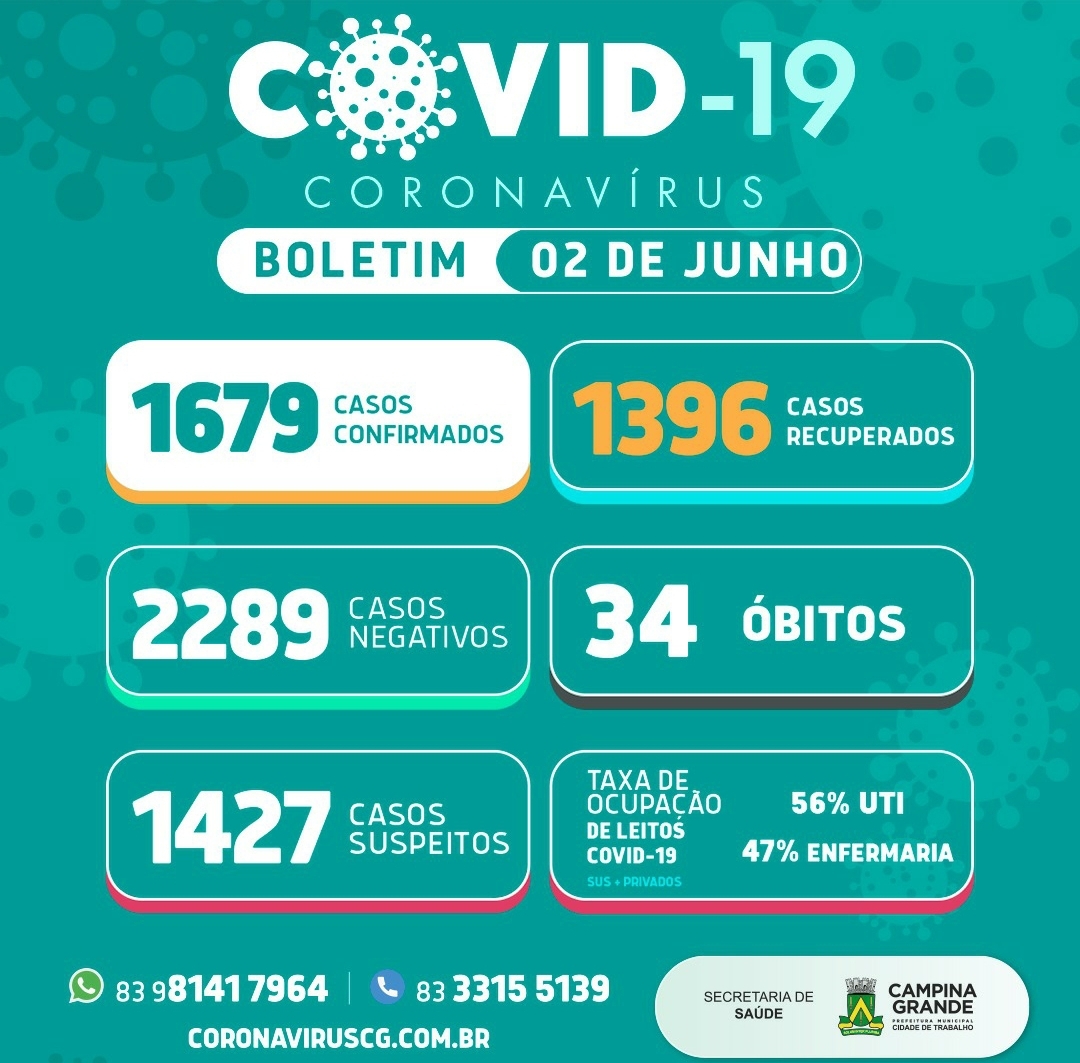 COVID-19
CORONAVÍRUS
BOLETIM 02 DE JUNHO
1679 CASOS
CONFIRMADOS
1396 CASOS
RECUPERADOS
2289 CASOS
NEGATIVOS
34 ÓBITOS
1427 CASOS
SUSPEITOS
TAXA DE
OCUPAÇÃO
DE LEITOS
COVID-19
SUS + PRIVADOS
56% UTI
47% ENFERMARIA
83 98141 7964
83 3315 5139
CORONAVIRUSCG.COM.BR
SECRETARIA DE
SAÚDE
CAMPINA
GRANDE
PREFEITURA MUNICIPAL
CIDADE DE TRABALHO